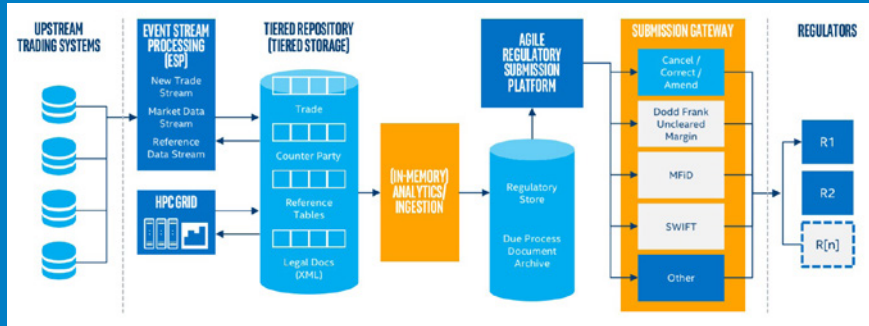 UPSTREAM
TRADING SYSTEMS
EVENT STREAM
PROCESSING
(ESP)
New Trade
Stream
Market Data
Stream
Reference
Data Stream
HPC GRID
TIERED REPOSITORY
(TIERED STORAGE)
Trade
Counter Party
Reference
Tables
Legal Docs
(XML)
(IN-MEMORY)
ANALYTICS/
INGESTION
AGILE
REGULATORY
SUBMISSION
PLATFORM
Regulatory
Store
Due Process
Document
Archive
SUBMISSION GATEWAY
Cancel /
Correct /
Amend
Dodd Frank
Uncleared
Margin
MFiD
SWIFT
Other
REGULATORS
R1
R2
R[n]